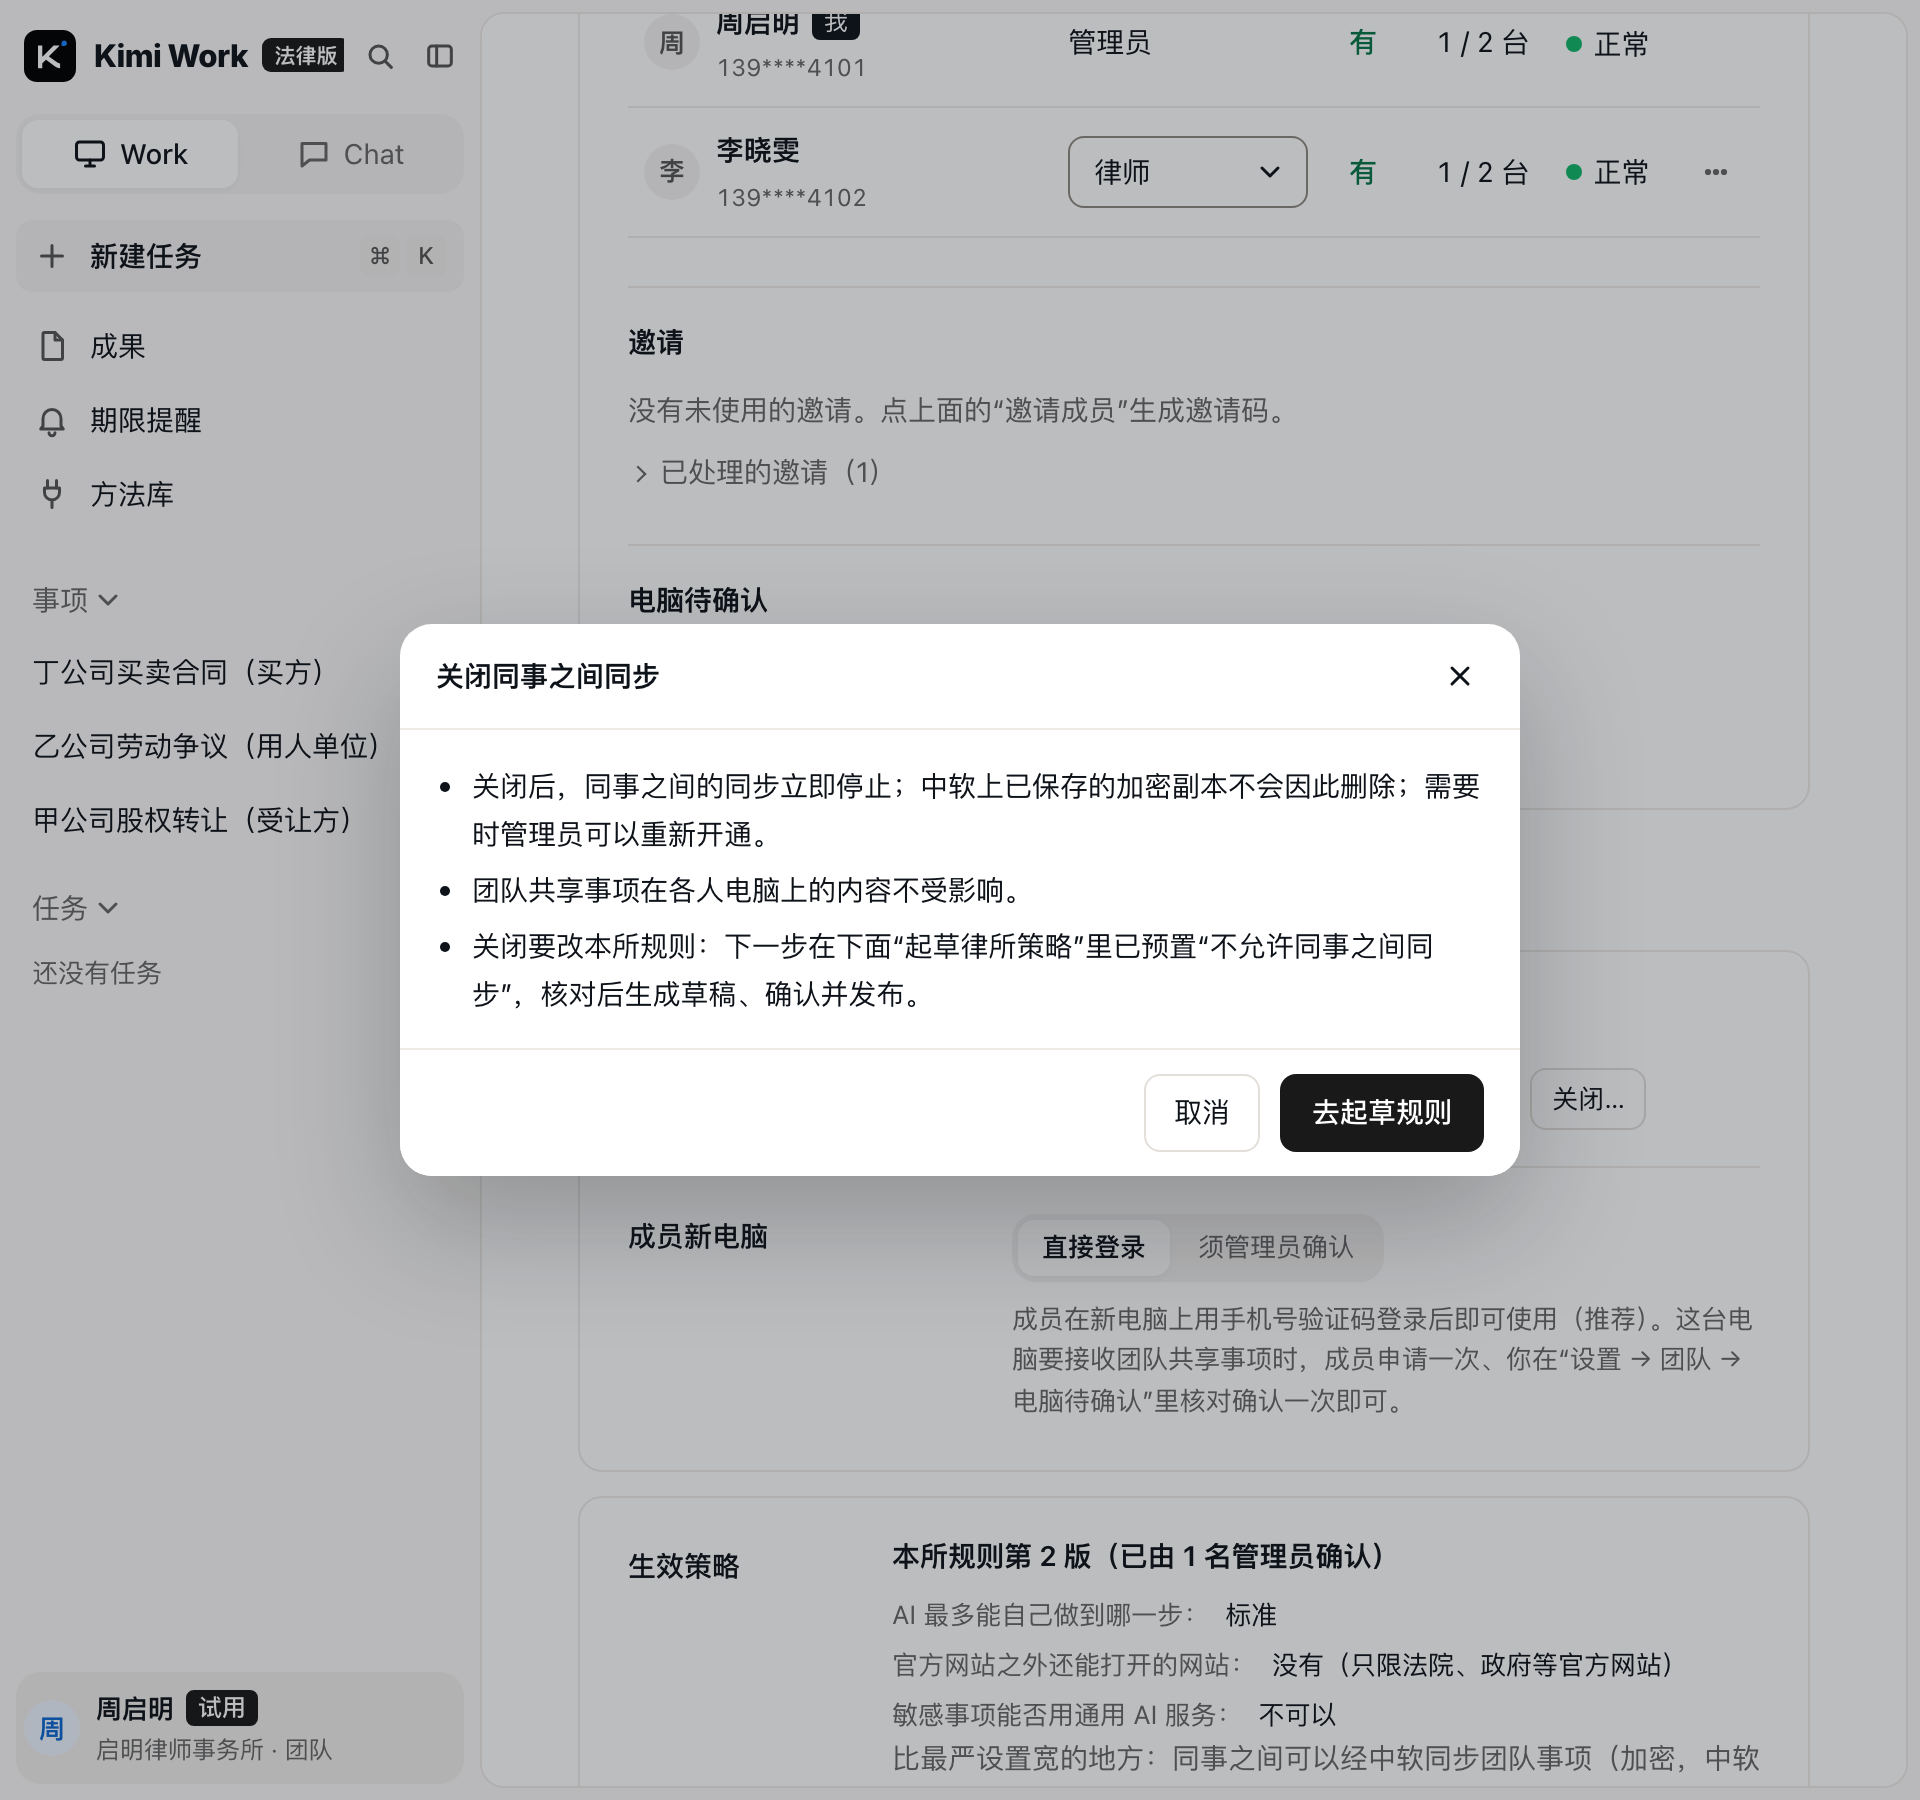 Kimi Work 法律版
Work
Chat
新建任务 ⌘ K
成果
期限提醒
方法库
事项
丁公司买卖合同（买方）
乙公司劳动争议（用人单位）
甲公司股权转让（受让方）
任务
还没有任务
周
周启明 试用
启明律师事务所 · 团队
周
周启明 我
139****4101
管理员
有
1 / 2 台
正常
李
李晓雯
139****4102
律师
有
1 / 2 台
正常
邀请
没有未使用的邀请。点上面的“邀请成员”生成邀请码。
已处理的邀请（1）
电脑待确认
关闭同事之间同步
关闭后，同事之间的同步立即停止；中软上已保存的加密副本不会因此删除；需要
时管理员可以重新开通。
团队共享事项在各人电脑上的内容不受影响。
关闭要改本所规则：下一步在下面“起草律所策略”里已预置“不允许同事之间同
步”，核对后生成草稿、确认并发布。
取消
去起草规则
关闭...
成员新电脑
直接登录
须管理员确认
成员在新电脑上用手机号验证码登录后即可使用（推荐）。这台电
脑要接收团队共享事项时，成员申请一次、你在“设置 → 团队 →
电脑待确认”里核对确认一次即可。
生效策略
本所规则第 2 版（已由 1 名管理员确认）
AI 最多能自己做到哪一步： 标准
官方网站之外还能打开的网站： 没有（只限法院、政府等官方网站）
敏感事项能否用通用 AI 服务： 不可以
比最严设置宽的地方：同事之间可以经中软同步团队事项（加密，中软